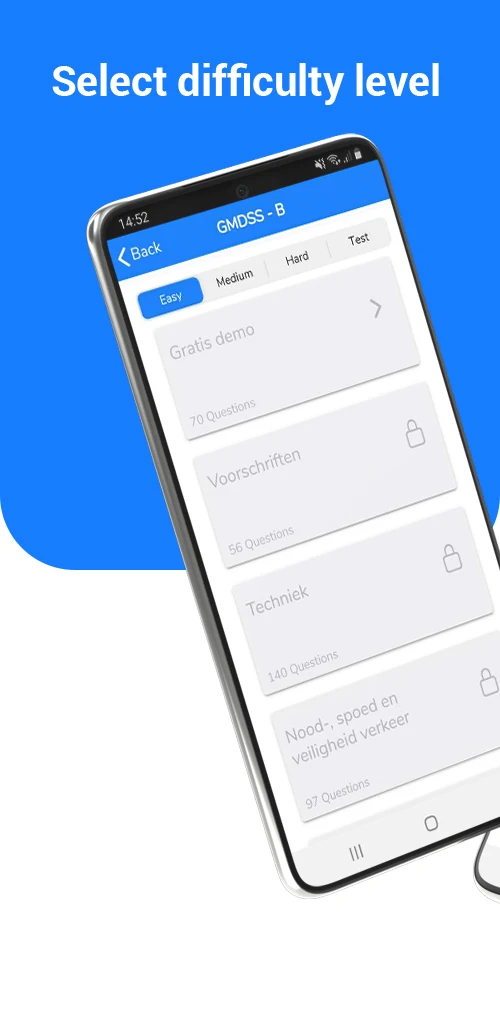 Select difficulty level
14:52
Back
GMDSS - B
Easy
Medium
Hard
Test
Gratis demo
70 Questions
Voorschriften
56 Questions
Techniek
140 Questions
Nood-, spoed en
veiligheid verkeer
97 Questions